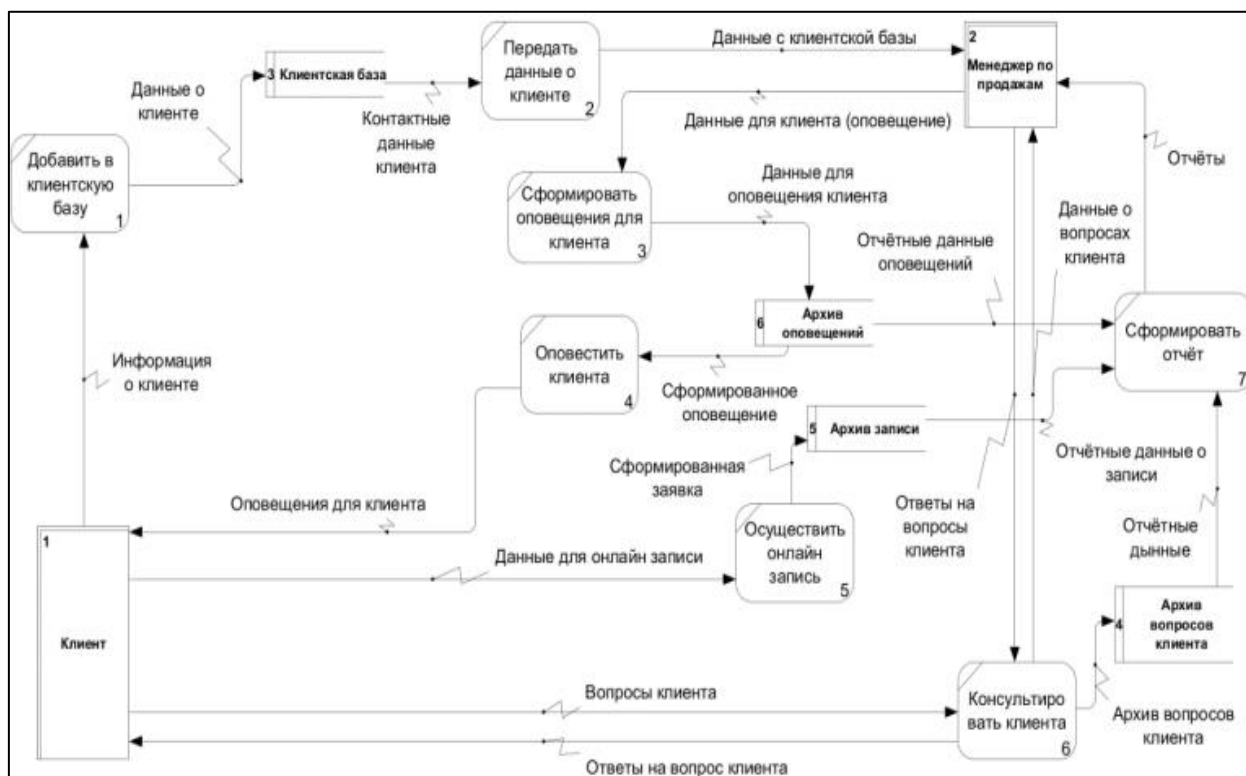 Данные о
клиенте
3 Клиентская база
Контактные
данные
клиента
Передать
данные о
клиенте
2
Данные с клиентской базы
2
Менеджер по
продажам
Данные для клиента (оповещение)
Отчёты
Добавить в
клиентскую
базу
1
Сформировать
оповещения для
клиента
3
Данные для
оповещения клиента
Данные о
вопросах
клиента
Отчётные данные
оповещений
6
Архив
оповещений
Сформировать
отчёт
7
Информация
о клиенте
Оповестить
клиента
4
Сформированное
оповещение
5
Архив записи
Сформированная
заявка
Отчётные данные о
записи
Ответы на
вопросы
клиента
Оповещения для клиента
Отчётные
дынные
1
Клиент
Данные для онлайн записи
Осуществить
онлайн
запись
5
4
Архив
вопросов
клиента
Вопросы клиента
Консультиро
вать клиента
6
Архив вопросов
клиента
Ответы на вопрос клиента